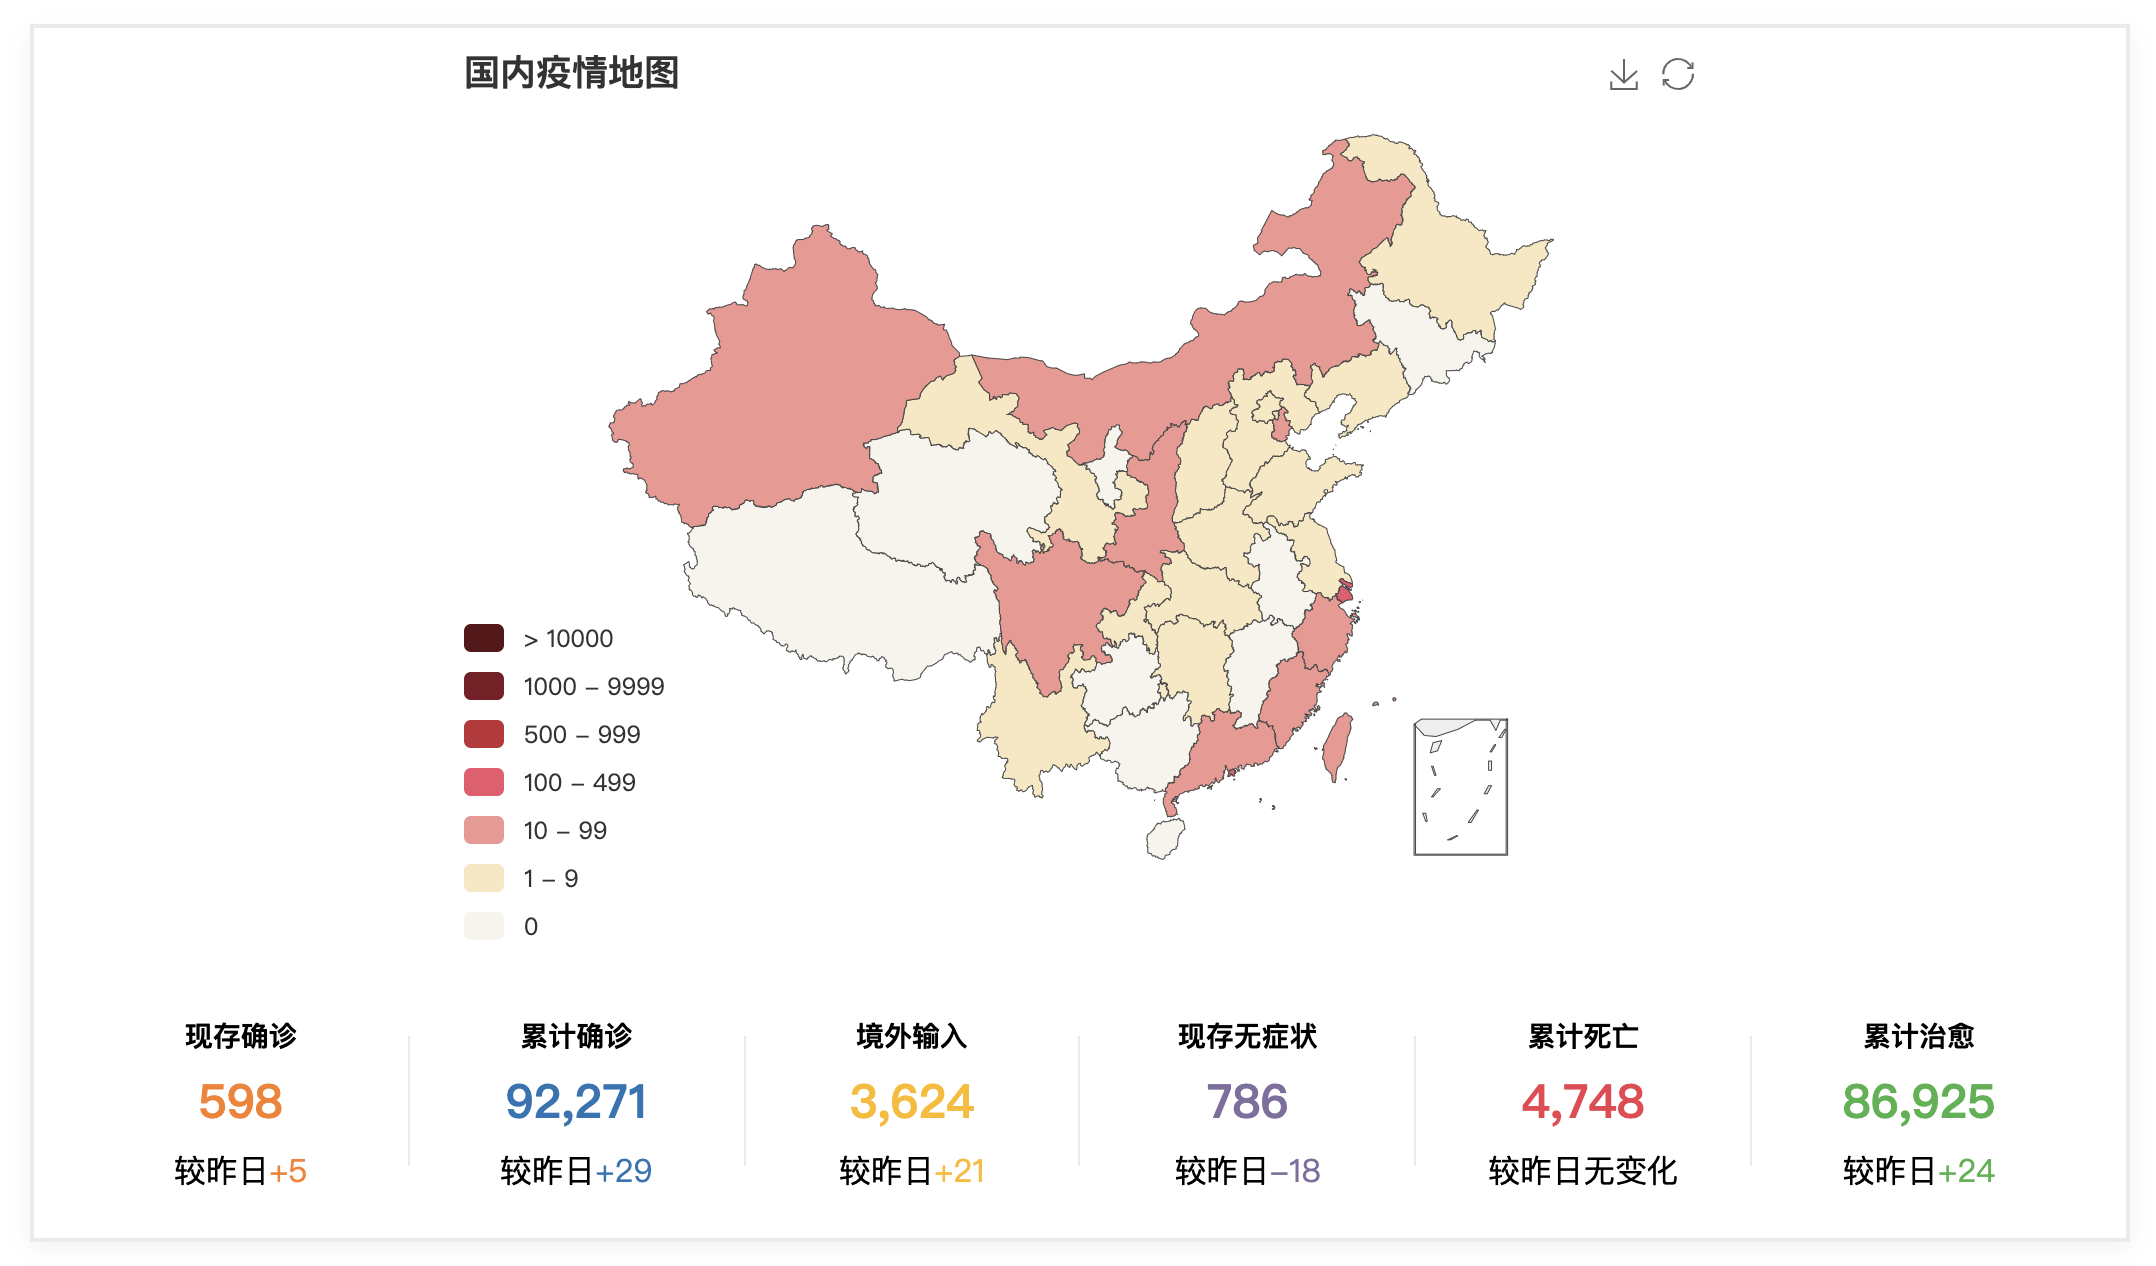 国内疫情地图
> 10000
1000 - 9999
500 - 999
100 - 499
10 - 99
1 - 9
0
现存确诊
598
较昨日+5
累计确诊
92,271
较昨日+29
境外输入
3,624
较昨日+21
现存无症状
786
较昨日-18
累计死亡
4,748
较昨日无变化
累计治愈
86,925
较昨日+24